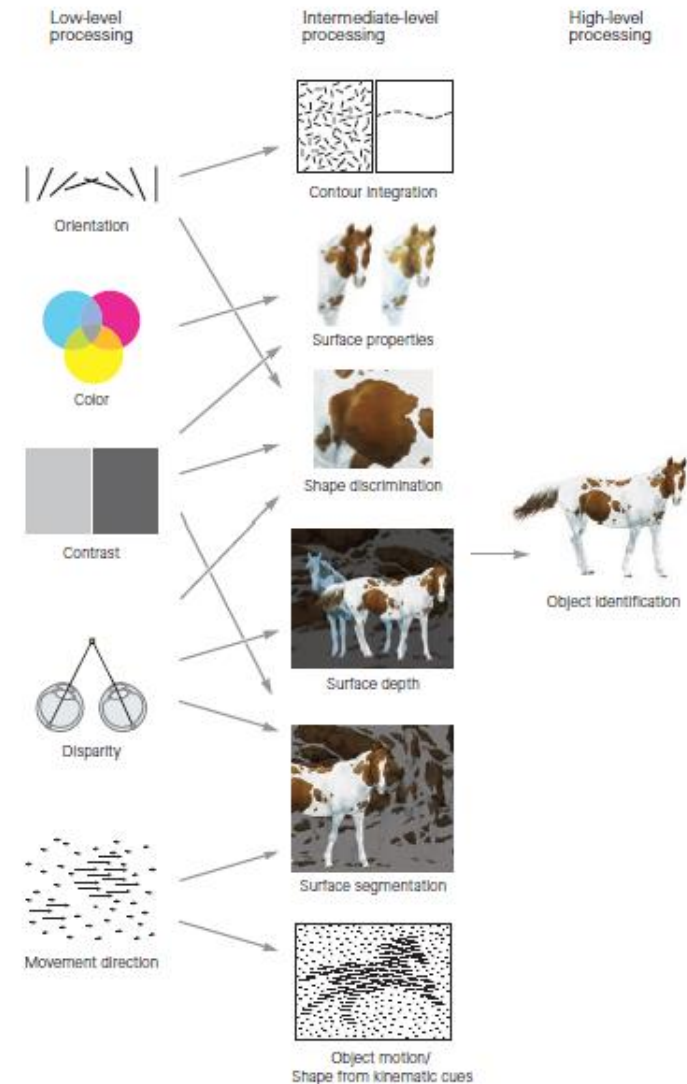 Low-level
processing
Intermediate-level
processing
High-level
processing
Orientation
Color
Contrast
Disparity
Movement direction
Contour integration
Surface properties
Shape discrimination
Surface depth
Surface segmentation
Object motion/
Shape from kinematic cues
Object identification